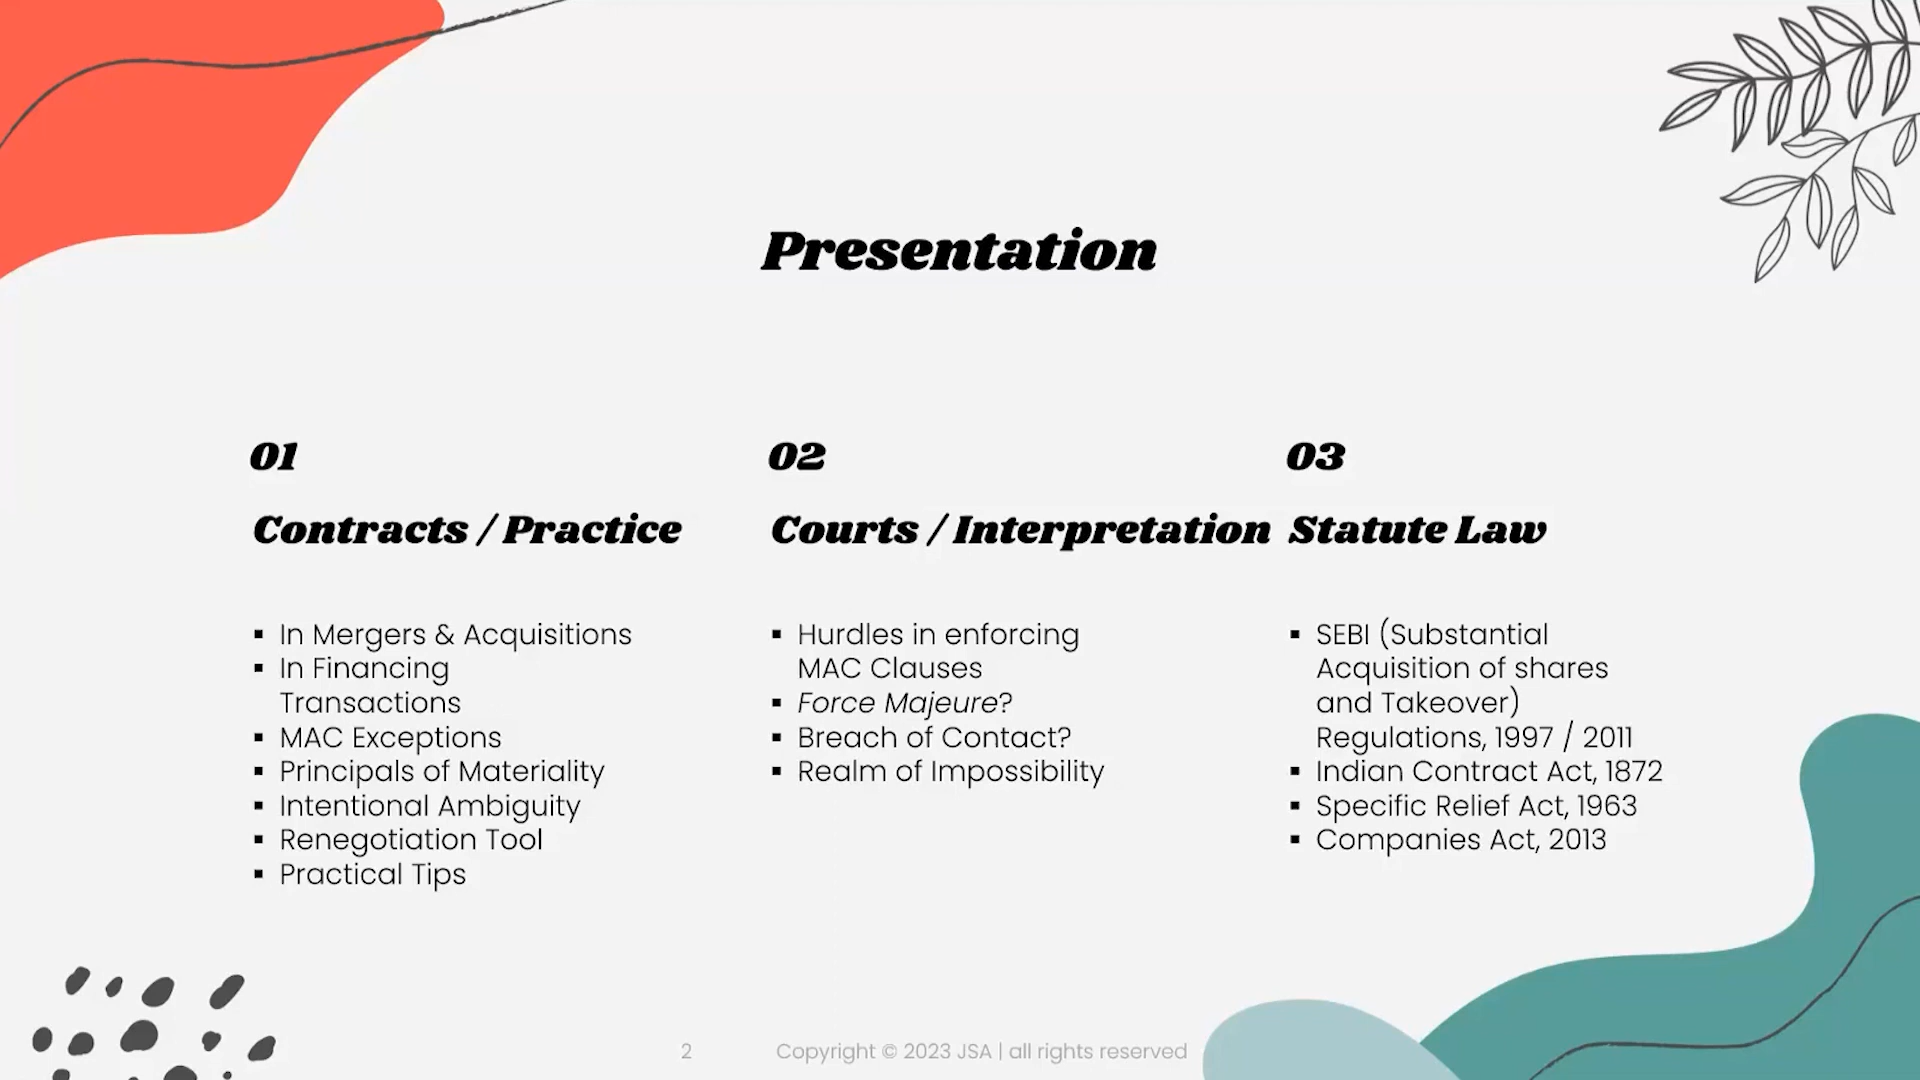 Presentation
01
Contracts / Practice
▪ In Mergers & Acquisitions
▪ In Financing
Transactions
▪ MAC Exceptions
▪ Principals of Materiality
▪ Intentional Ambiguity
▪ Renegotiation Tool
▪ Practical Tips
02
Courts / Interpretation
▪ Hurdles in enforcing
MAC Clauses
▪ Force Majeure?
▪ Breach of Contact?
▪ Realm of Impossibility
03
Statute Law
▪ SEBI (Substantial
Acquisition of shares
and Takeover)
Regulations, 1997 / 2011
▪ Indian Contract Act, 1872
▪ Specific Relief Act, 1963
▪ Companies Act, 2013
2
Copyright © 2023 JSA | all rights reserved